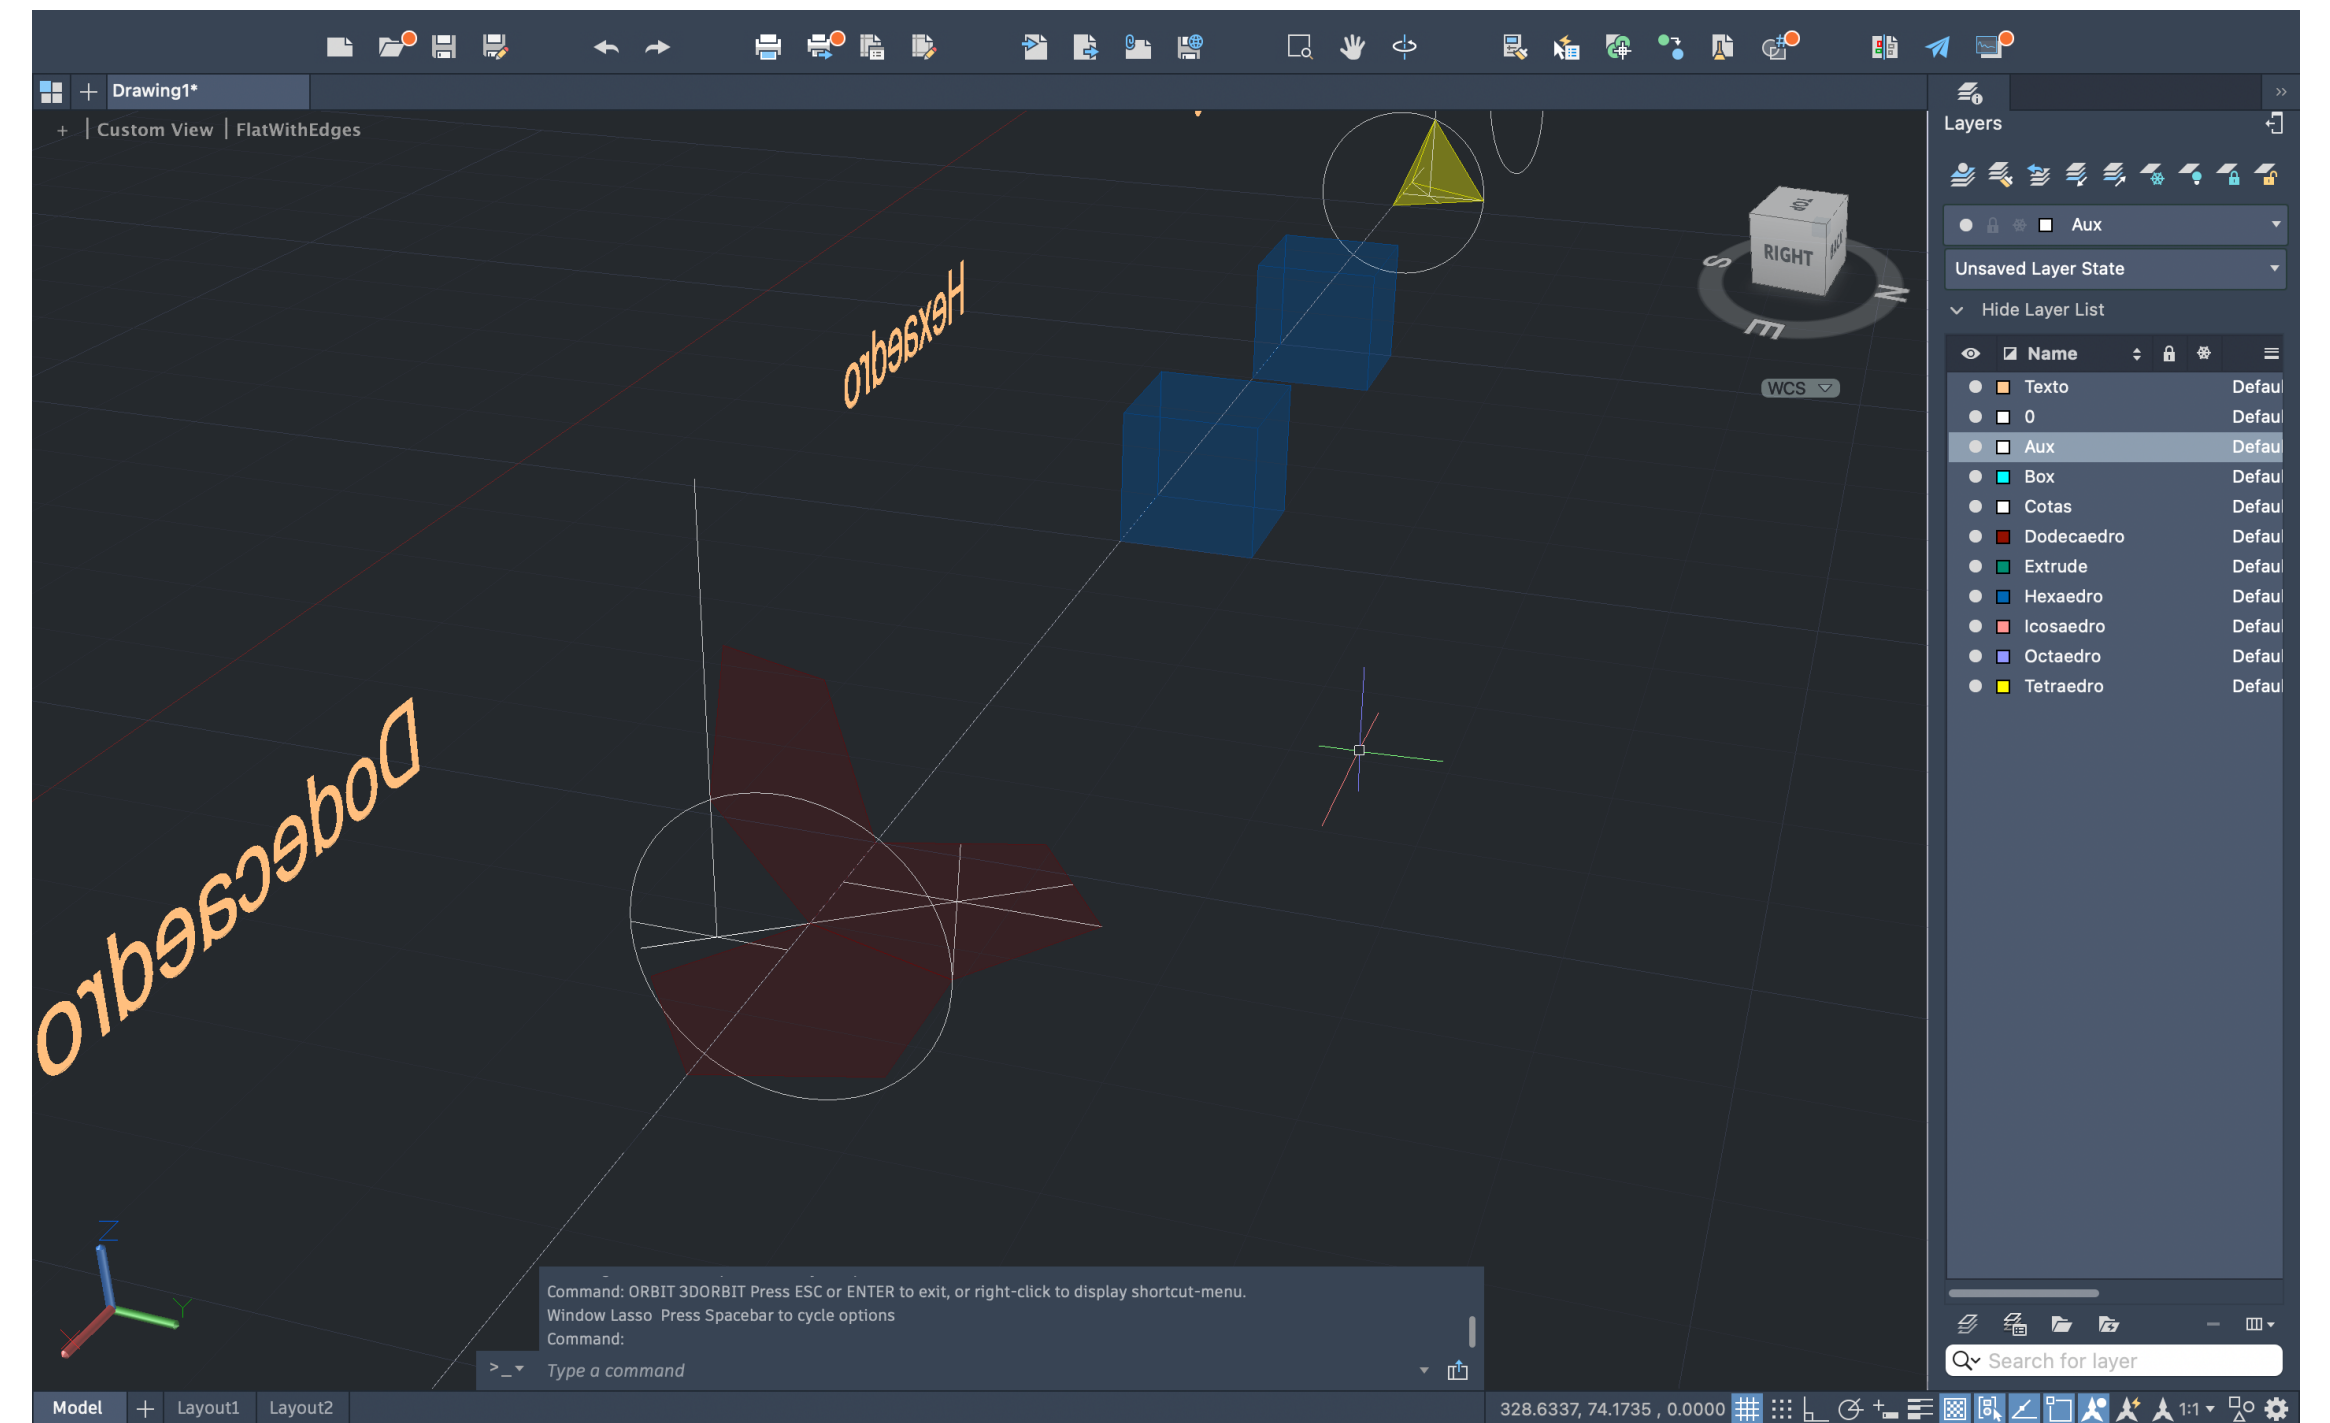 Drawing1*
+ | Custom View | FlatWithEdges
Layers
Aux
Unsaved Layer State
Hide Layer List
Name
Texto Defaul
0 Defaul
Aux Defaul
Box Defaul
Cotas Defaul
Dodecaedro Defaul
Extrude Defaul
Hexaedro Defaul
Icosaedro Defaul
Octaedro Defaul
Tetraedro Defaul
TOP
RIGHT
BACK
S
E
N
WCS
Hexaedro
Dodecaedro
Z
Y
X
Command: ORBIT 3DORBIT Press ESC or ENTER to exit, or right-click to display shortcut-menu.
Window Lasso  Press Spacebar to cycle options
Command:
Type a command
Search for layer
Model
Layout1
Layout2
328.6337, 74.1735 , 0.0000
1:1